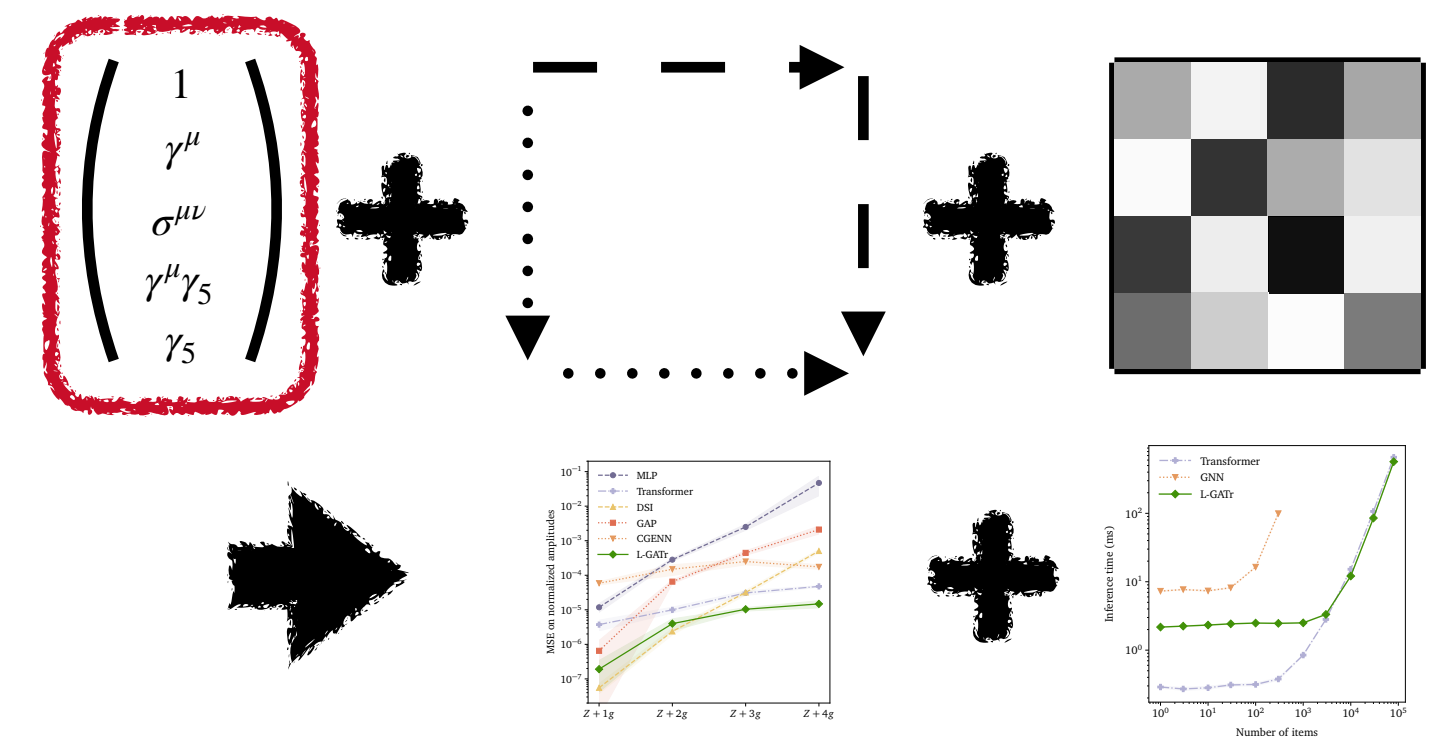 1
γ^μ
σ^{μν}
γ^μγ_5
γ_5
MSE on normalized amplitudes
10^{-1}
10^{-2}
10^{-3}
10^{-4}
10^{-5}
10^{-6}
10^{-7}
MLP
Transformer
DSI
GAP
CGENN
L-GATr
Z + 1g
Z + 2g
Z + 3g
Z + 4g
Inference time (ms)
10^2
10^1
10^0
Transformer
GNN
L-GATr
10^0
10^1
10^2
10^3
10^4
10^5
Number of items